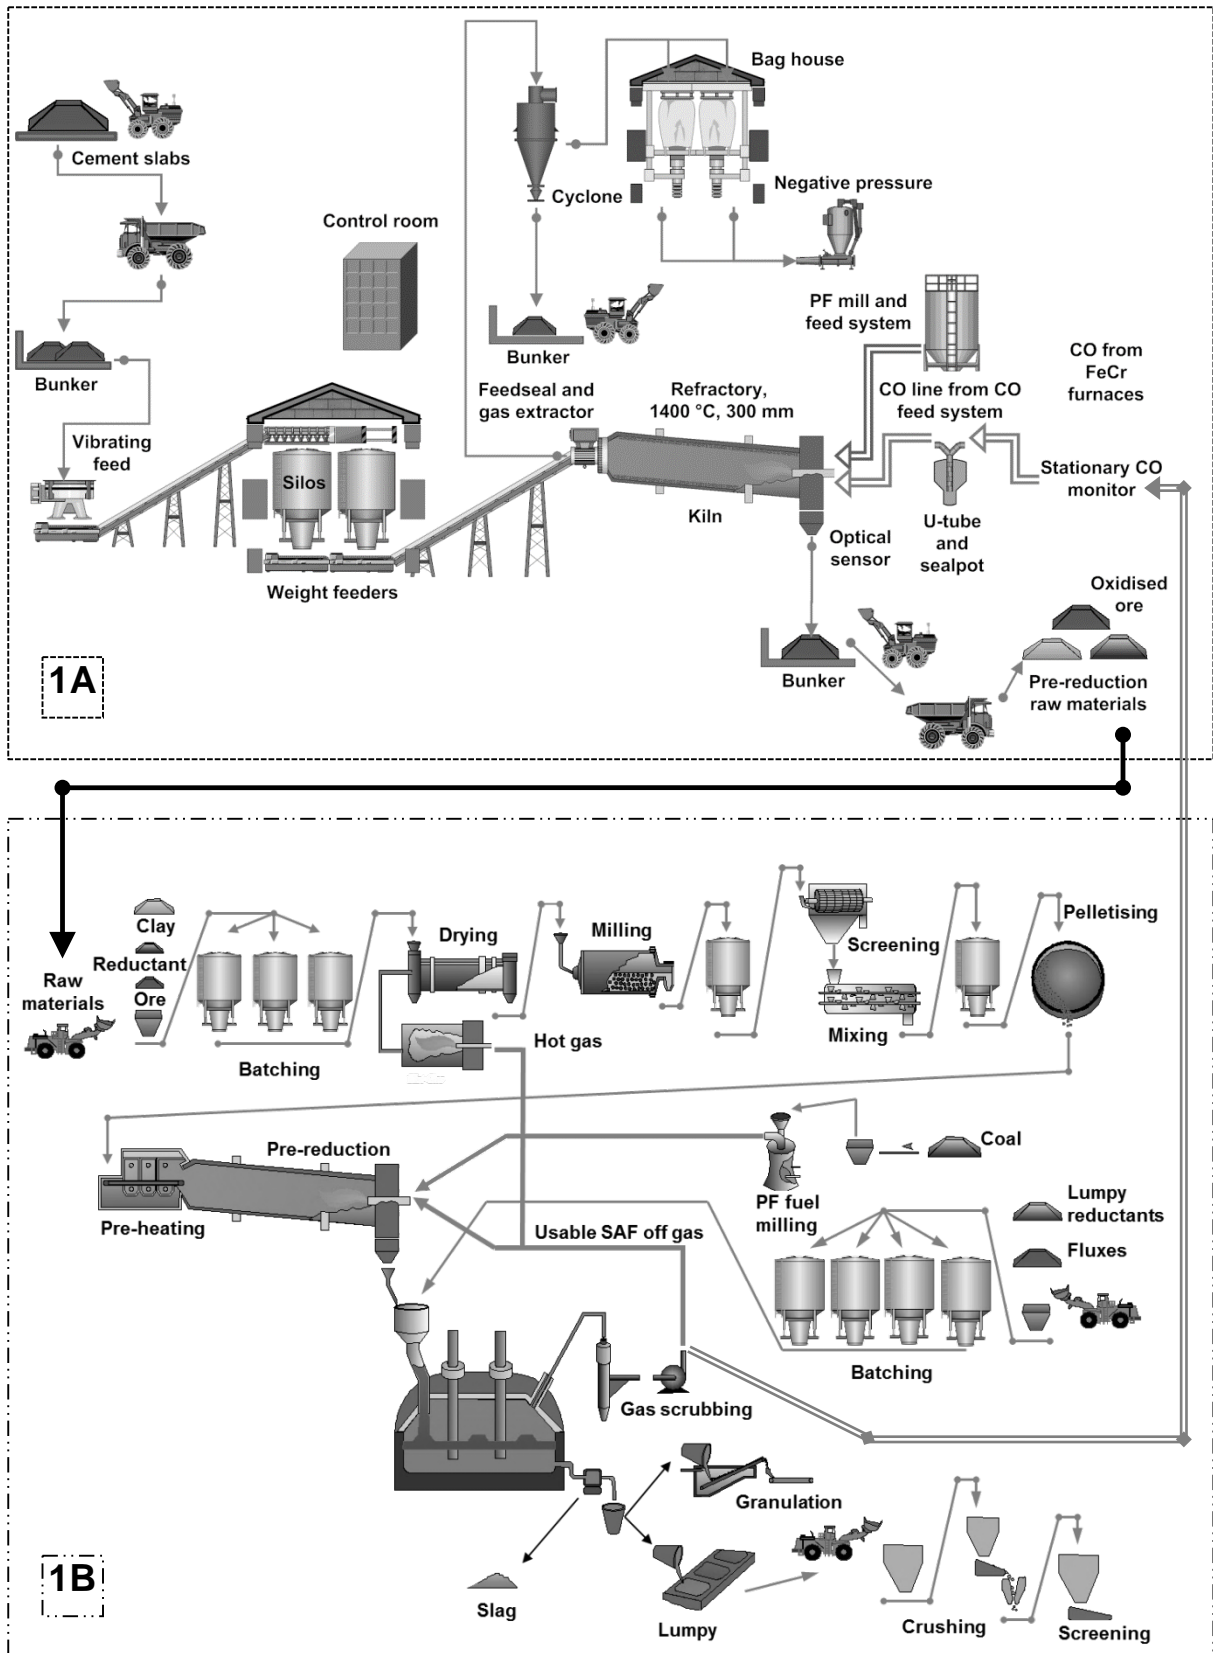 Bag house
Cement slabs
Negative pressure
Cyclone
Control room
PF mill and
feed system
CO from
FeCr
furnaces
Bunker
Bunker
Feedseal and
gas extractor
Refractory,
1400 °C, 300 mm
CO line from CO
feed system
Vibrating
feed
Silos
Stationary CO
monitor
Kiln
U-tube
and
sealpot
Optical
sensor
Weight feeders
Oxidised
ore
Bunker
Pre-reduction
raw materials
1A
Clay
Reductant
Ore
Raw
materials
Batching
Drying
Hot gas
Milling
Screening
Mixing
Pelletising
Pre-reduction
Pre-heating
PF fuel
milling
Coal
Usable SAF off gas
Lumpy
reductants
Fluxes
Batching
Gas scrubbing
Granulation
1B
Slag
Lumpy
Crushing
Screening